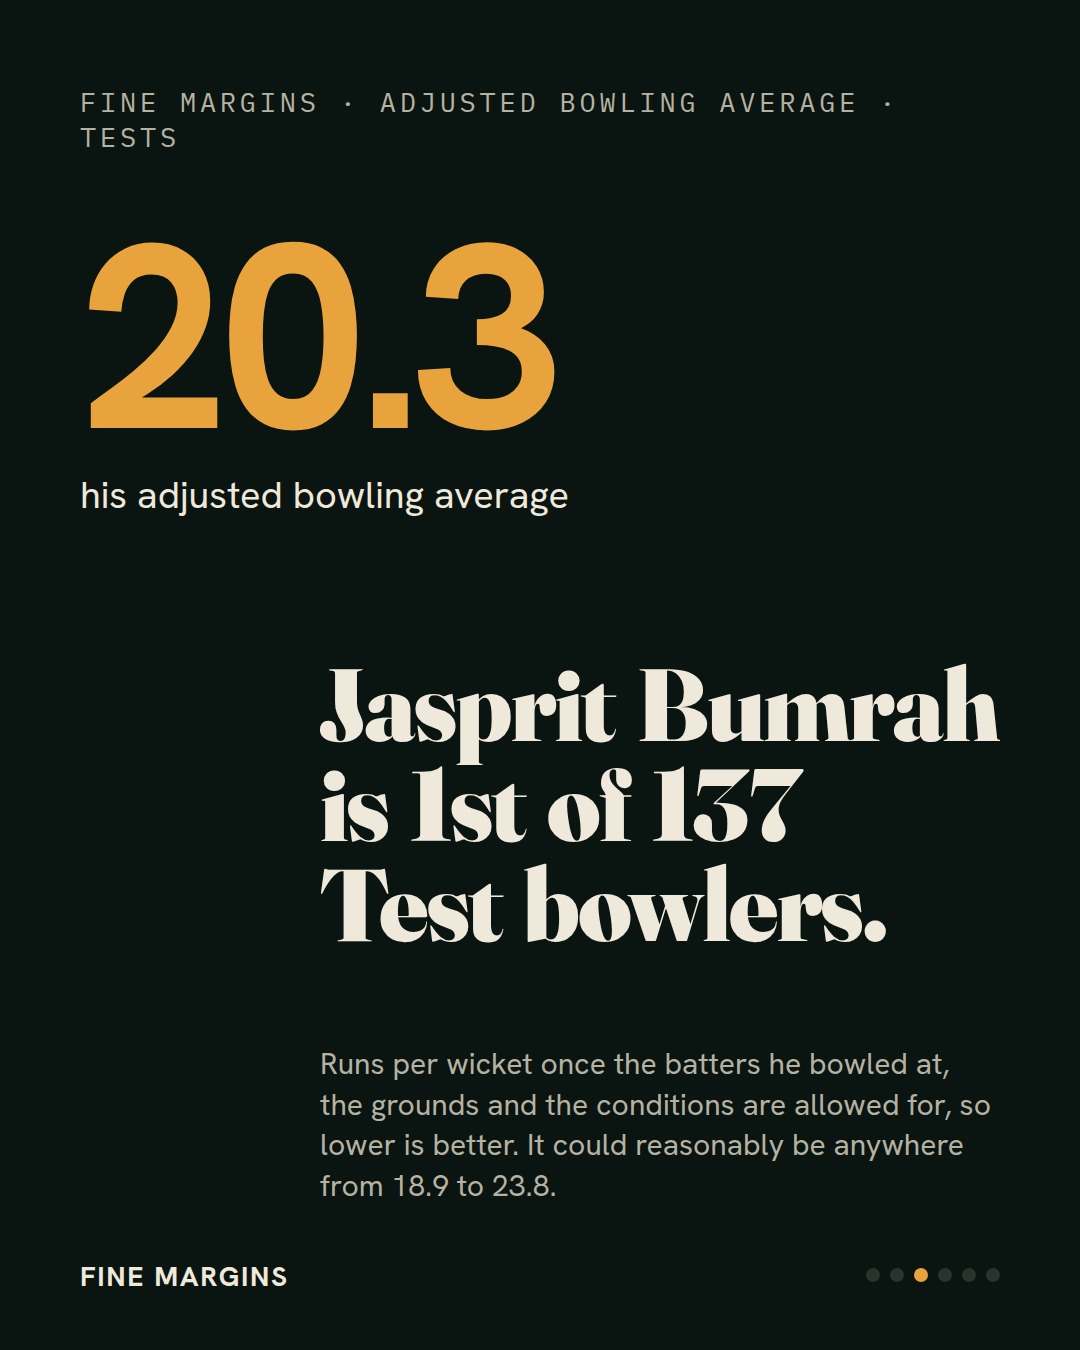 FINE MARGINS · ADJUSTED BOWLING AVERAGE ·
TESTS
20.3
his adjusted bowling average
Jasprit Bumrah
is 1st of 137
Test bowlers.
Runs per wicket once the batters he bowled at,
the grounds and the conditions are allowed for, so
lower is better. It could reasonably be anywhere
from 18.9 to 23.8.
FINE MARGINS